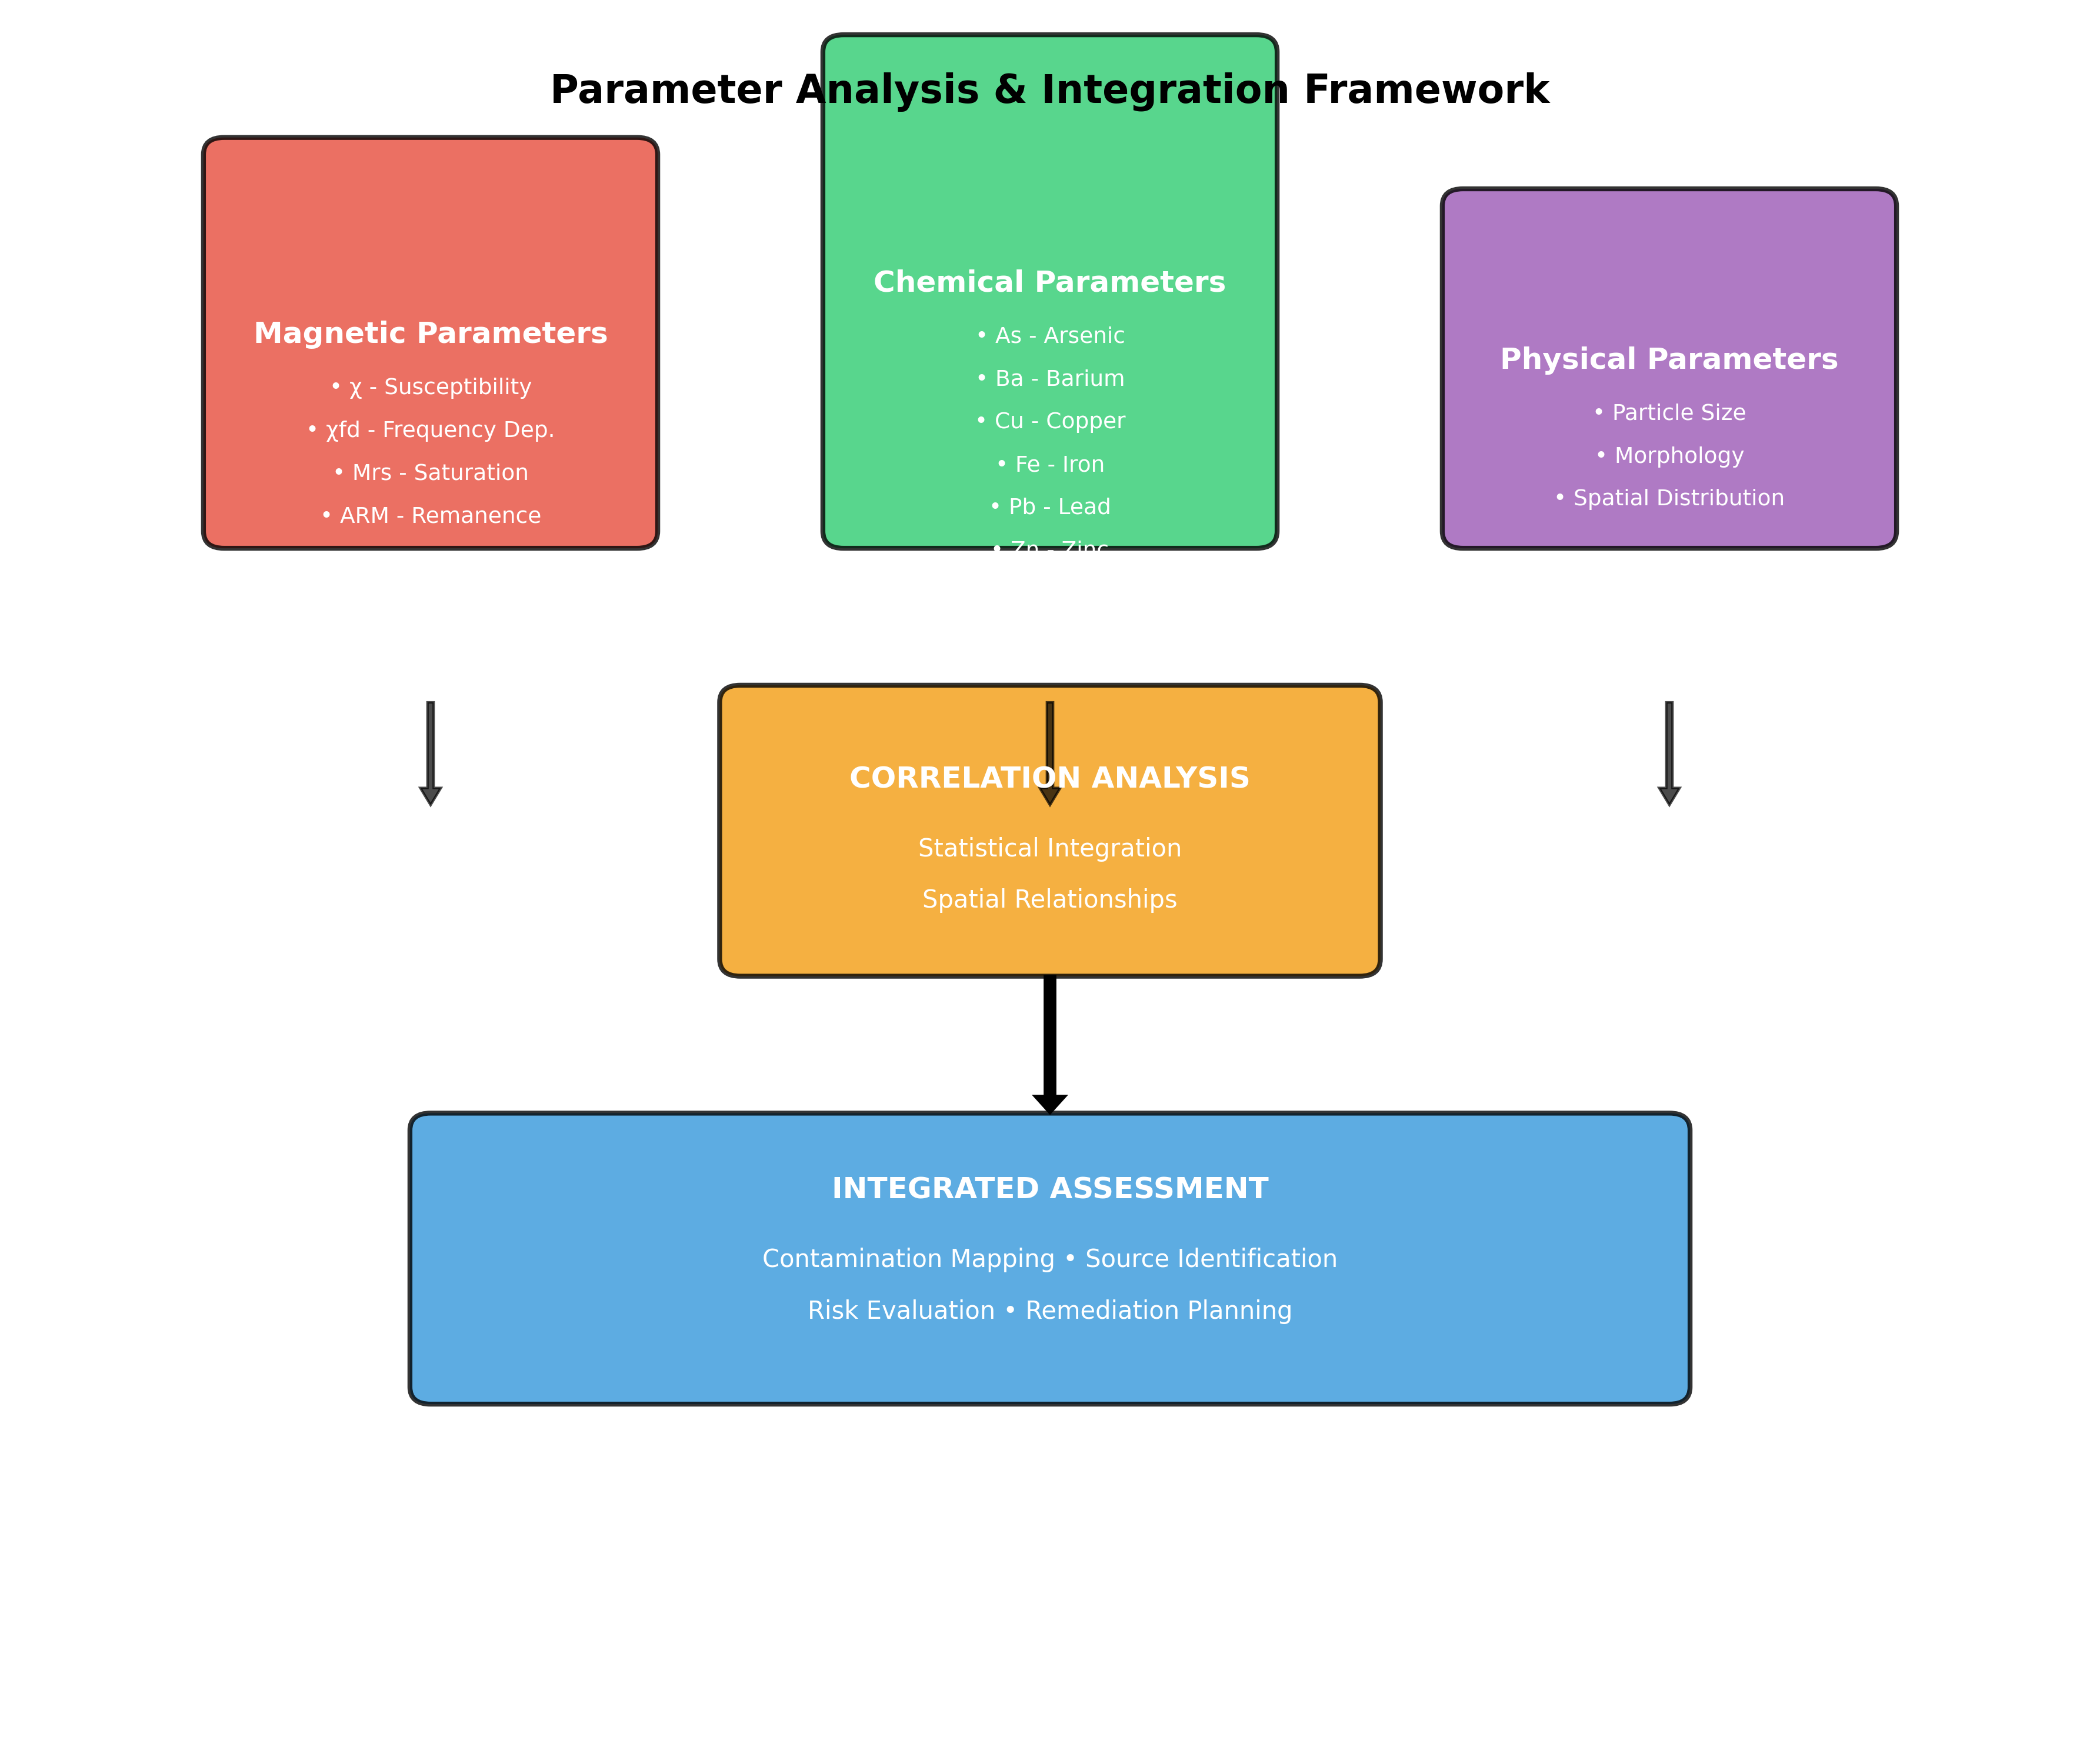 Parameter Analysis & Integration Framework
Magnetic Parameters
• χ - Susceptibility
• χfd - Frequency Dep.
• Mrs - Saturation
• ARM - Remanence
Chemical Parameters
• As - Arsenic
• Ba - Barium
• Cu - Copper
• Fe - Iron
• Pb - Lead
• Zn - Zinc
Physical Parameters
• Particle Size
• Morphology
• Spatial Distribution
CORRELATION ANALYSIS
Statistical Integration
Spatial Relationships
INTEGRATED ASSESSMENT
Contamination Mapping • Source Identification
Risk Evaluation • Remediation Planning